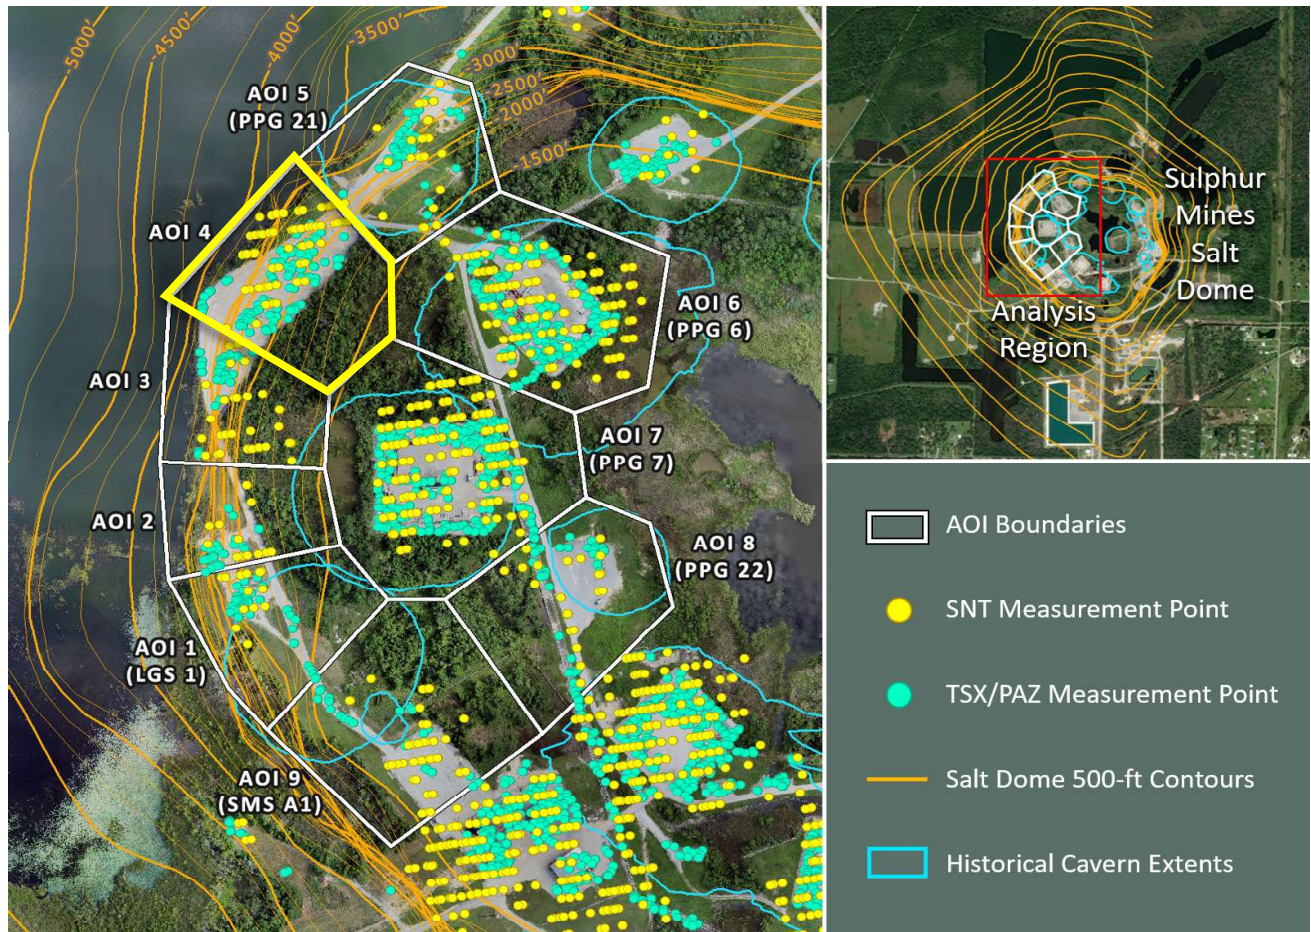 -5000'
-4500'
-4000'
-3500'
-3000'
-2500'
-2000'
-1500'
AOI 5
(PPG 21)
AOI 4
AOI 3
AOI 2
AOI 1
(LGS 1)
AOI 9
(SMS A1)
AOI 6
(PPG 6)
AOI 7
(PPG 7)
AOI 8
(PPG 22)
Sulphur
Mines
Salt
Dome
Analysis
Region
AOI Boundaries
SNT Measurement Point
TSX/PAZ Measurement Point
Salt Dome 500-ft Contours
Historical Cavern Extents